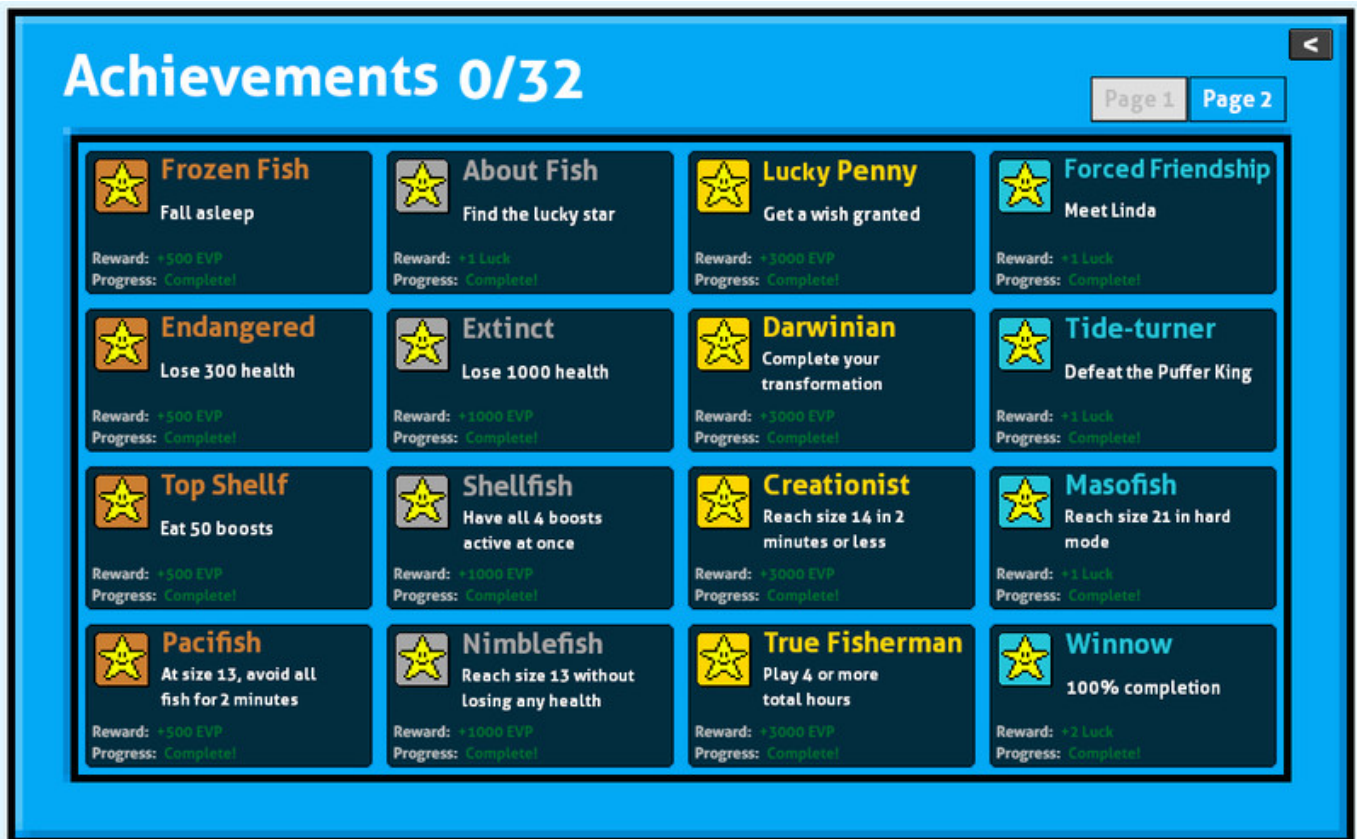 <
Achievements 0/32
Page 1 Page 2
Frozen Fish
Fall asleep
Reward: +500 EVP
Progress: Complete!
About Fish
Find the lucky star
Reward: +1 Luck
Progress: Complete!
Lucky Penny
Get a wish granted
Reward: +3000 EVP
Progress: Complete!
Forced Friendship
Meet Linda
Reward: +1 Luck
Progress: Complete!
Endangered
Lose 300 health
Reward: +500 EVP
Progress: Complete!
Extinct
Lose 1000 health
Reward: +1000 EVP
Progress: Complete!
Darwinian
Complete your
transformation
Reward: +3000 EVP
Progress: Complete!
Tide-turner
Defeat the Puffer King
Reward: +1 Luck
Progress: Complete!
Top Shellf
Eat 50 boosts
Reward: +500 EVP
Progress: Complete!
Shellfish
Have all 4 boosts
active at once
Reward: +1000 EVP
Progress: Complete!
Creationist
Reach size 14 in 2
minutes or less
Reward: +3000 EVP
Progress: Complete!
Masofish
Reach size 21 in hard
mode
Reward: +1 Luck
Progress: Complete!
Pacifish
At size 13, avoid all
fish for 2 minutes
Reward: +500 EVP
Progress: Complete!
Nimblefish
Reach size 13 without
losing any health
Reward: +1000 EVP
Progress: Complete!
True Fisherman
Play 4 or more
total hours
Reward: +3000 EVP
Progress: Complete!
Winnow
100% completion
Reward: +2 Luck
Progress: Complete!